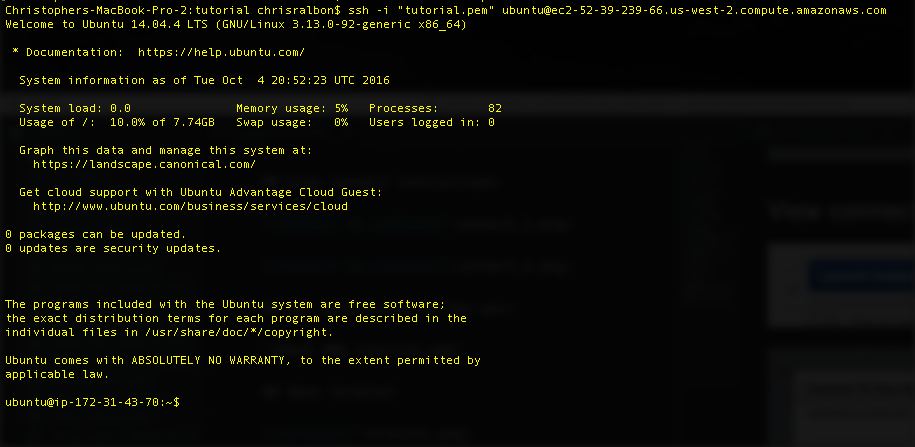 Christophers-MacBook-Pro-2:tutorial chrisralbon$ ssh -i "tutorial.pem" ubuntu@ec2-52-39-239-66.us-west-2.compute.amazonaws.com
Welcome to Ubuntu 14.04.4 LTS (GNU/Linux 3.13.0-92-generic x86_64)
* Documentation:  https://help.ubuntu.com/
System information as of Tue Oct  4 20:52:23 UTC 2016
System load: 0.0               Memory usage: 5%   Processes:       82
Usage of /:  10.0% of 7.74GB   Swap usage:   0%   Users logged in: 0
Graph this data and manage this system at:
https://landscape.canonical.com/
Get cloud support with Ubuntu Advantage Cloud Guest:
http://www.ubuntu.com/business/services/cloud
0 packages can be updated.
0 updates are security updates.
The programs included with the Ubuntu system are free software;
the exact distribution terms for each program are described in the
individual files in /usr/share/doc/*/copyright.
Ubuntu comes with ABSOLUTELY NO WARRANTY, to the extent permitted by
applicable law.
ubuntu@ip-172-31-43-70:~$